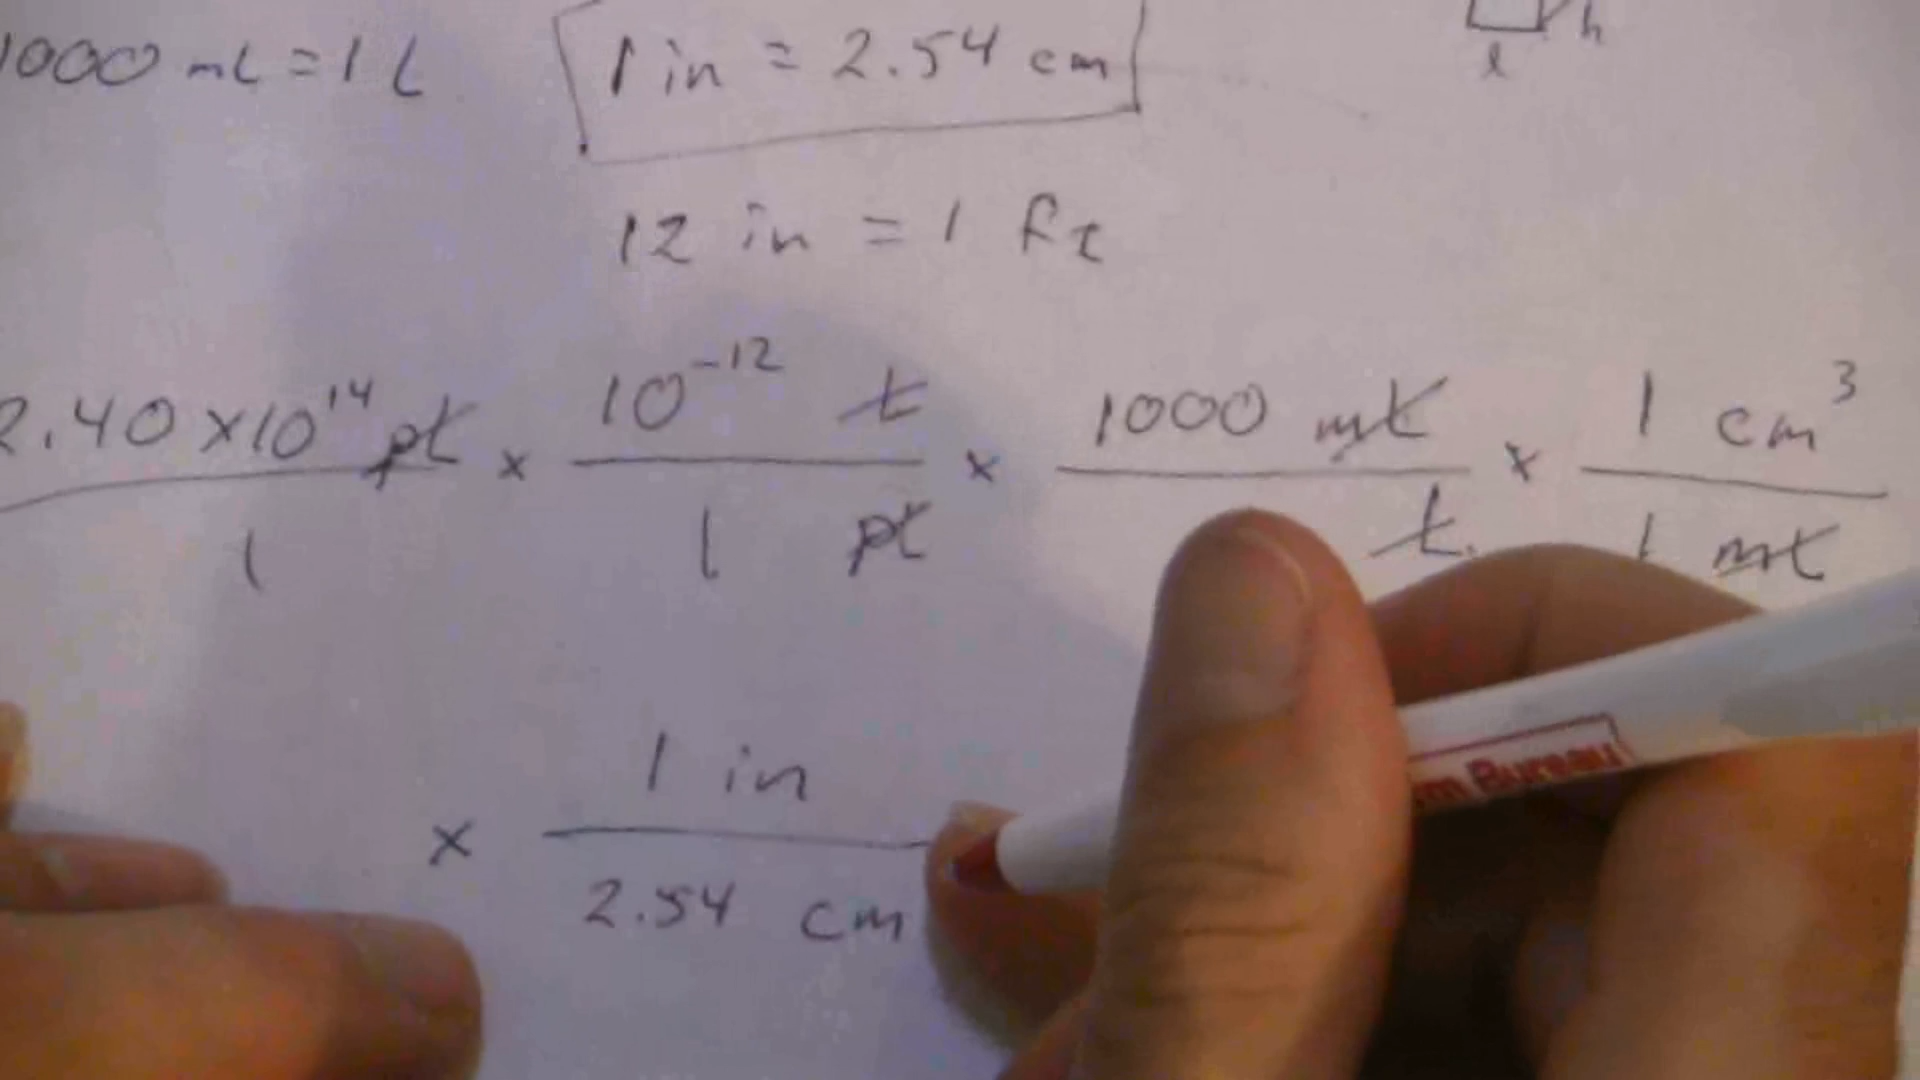 1000 mL = 1 L
1 in = 2.54 cm
h
l
12 in = 1 ft
2.40 x 10^14 pL x 10^-12 L x 1000 mL x 1 cm^3
1 1 pL L 1 mL
x 1 in
2.54 cm
m Bureau